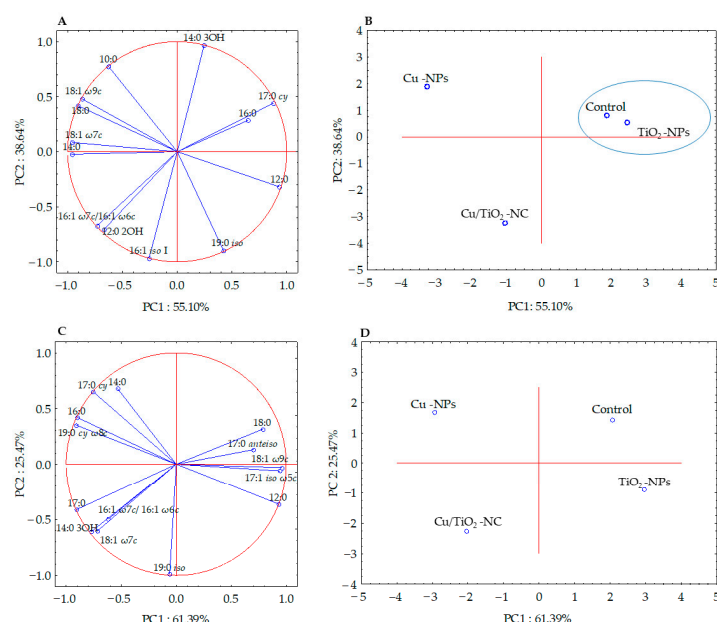 A
1.0
0.5
0.0
−0.5
−1.0
PC2 : 38.64%
14:0 3OH
10:0
17:0 cy
18:1 ω9c
18:0
16:0
18:1 ω7c
14:0
12:0
16:1 ω7c/16:1 ω6c
12:0 2OH
19:0 iso
16:1 iso I
−1.0 −0.5 0.0 0.5 1.0
PC1 : 55.10%
B
4
3
2
1
0
−1
−2
−3
−4
5
PC2: 38.64%
Cu -NPs
Control
TiO2-NPs
Cu/TiO2-NC
−5 −4 −3 −2 −1 0 1 2 3 4 5
PC1: 55.10%
C
1.0
0.5
0.0
−0.5
−1.0
PC2 : 25.47%
17:0 cy
14:0
16:0
19:0 cy ω8c
18:0
17:0 anteiso
18:1 ω9c
17:1 iso ω5c
12:0
17:0
16:1 ω7c/ 16:1 ω6c
14:0 3OH
18:1 ω7c
19:0 iso
−1.0 −0.5 0.0 0.5 1.0
PC1 : 61.39%
D
4
3
2
1
0
−1
−2
−3
−4
PC 2: 25.47%
Cu -NPs
Control
TiO2-NPs
Cu/TiO2-NC
−5 −4 −3 −2 −1 0 1 2 3 4 5
PC1 : 61.39%